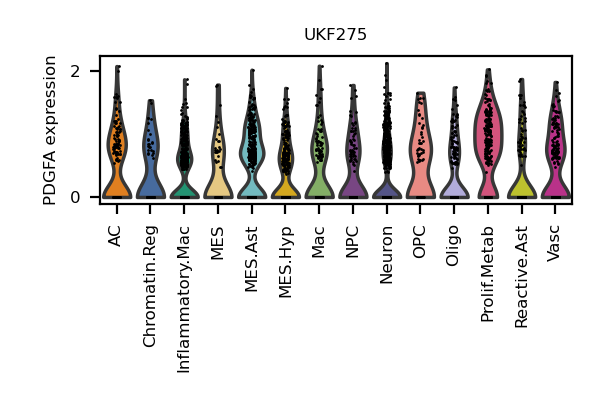 UKF275
PDGFA expression
2
0
AC
Chromatin.Reg
Inflammatory.Mac
MES
MES.Ast
MES.Hyp
Mac
NPC
Neuron
OPC
Oligo
Prolif.Metab
Reactive.Ast
Vasc